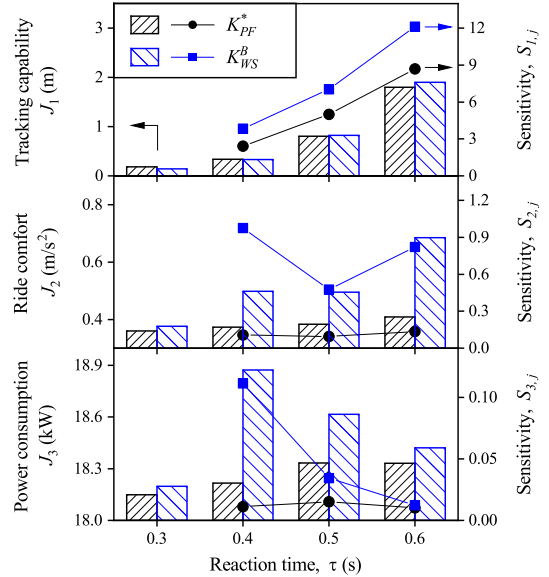 Tracking capability
J₁ (m)
3
2
1
0
K*PF
KBWS
12
9
6
3
0
Sensitivity, S1,j
Ride comfort
J₂ (m/s²)
0.8
0.6
0.4
1.2
0.9
0.6
0.3
0.0
Sensitivity, S2,j
Power consumption
J₃ (kW)
18.9
18.6
18.3
18.0
0.10
0.05
0.00
Sensitivity, S3,j
0.3 0.4 0.5 0.6
Reaction time, τ (s)